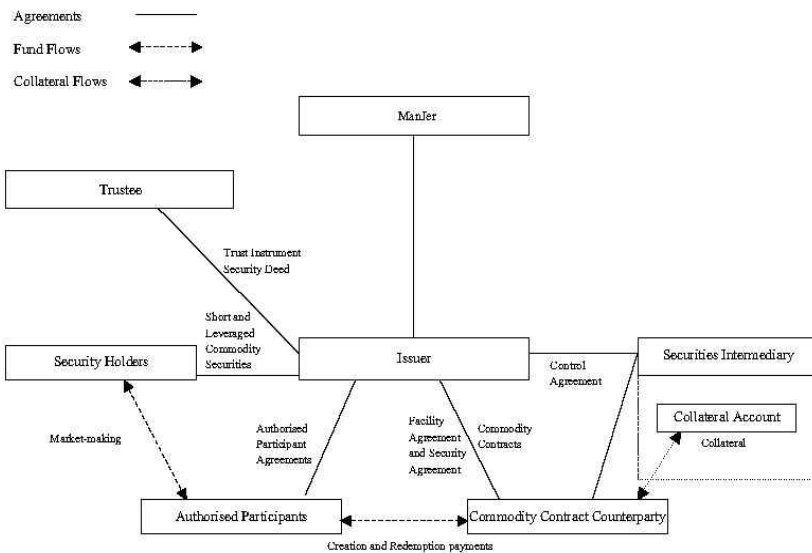 Agreements
Fund Flows
Collateral Flows
ManJer
Trustee
Trust Instrument
Security Deed
Short and
Leveraged
Commodity
Securities
Security Holders
Issuer
Securities Intermediary
Control
Agreement
Collateral Account
Collateral
Market-making
Authorised
Participant
Agreements
Facility
Agreement
and Security
Agreement
Commodity
Contracts
Authorised Participants
Commodity Contract Counterparty
Creation and Redemption payments